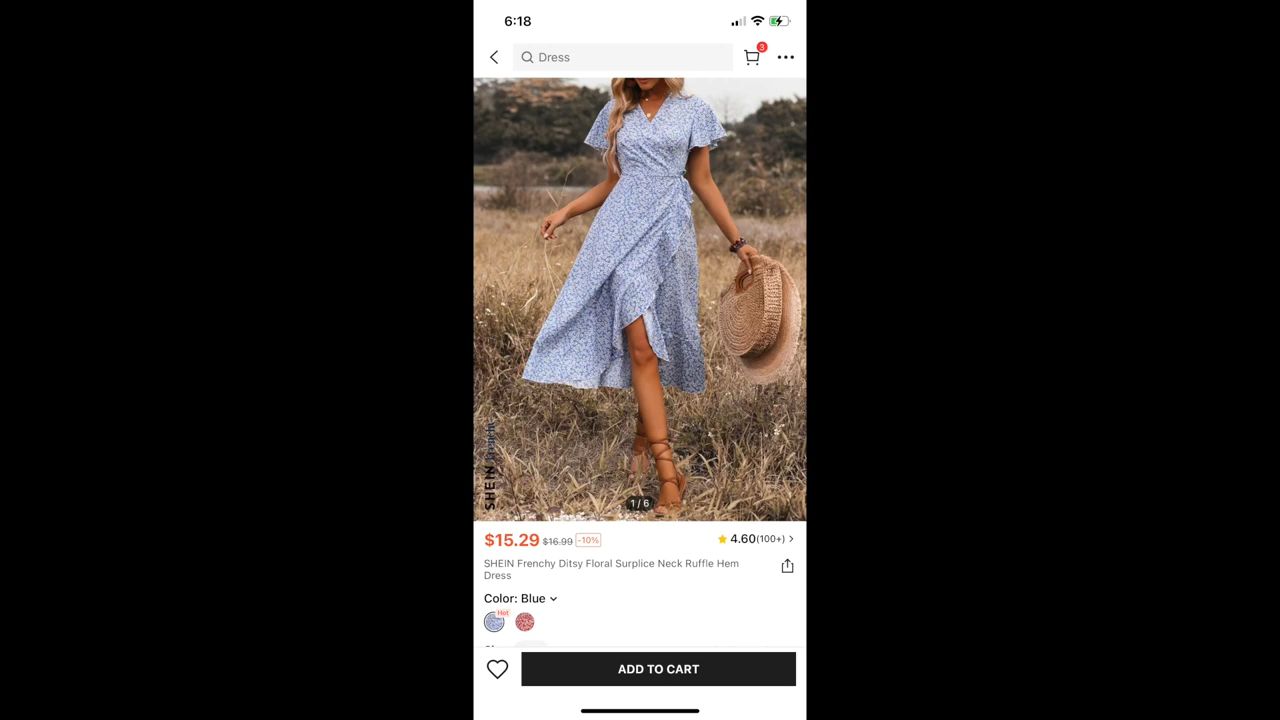 6:18
Dress
3
SHEIN Frenchy
1 / 6
$15.29 $16.99 -10%
4.60(100+)
SHEIN Frenchy Ditsy Floral Surplice Neck Ruffle Hem
Dress
Color: Blue
Hot
ADD TO CART